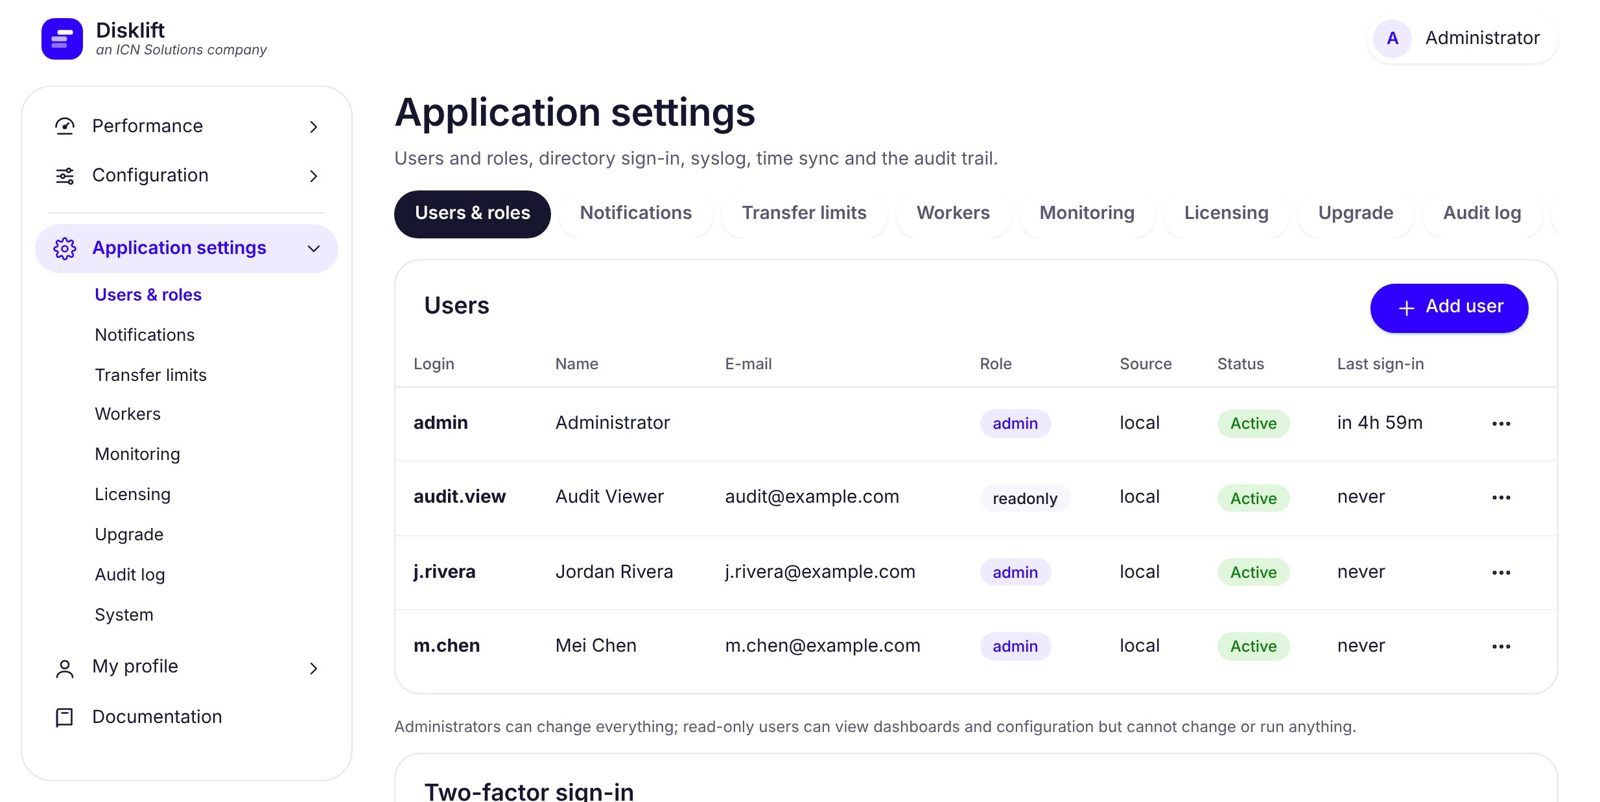 Disklift
an ICN Solutions company
A Administrator
Performance
Configuration
Application settings
Users & roles
Notifications
Transfer limits
Workers
Monitoring
Licensing
Upgrade
Audit log
System
My profile
Documentation
Application settings
Users and roles, directory sign-in, syslog, time sync and the audit trail.
Users & roles Notifications Transfer limits Workers Monitoring Licensing Upgrade Audit log
Users
+ Add user
Login Name E-mail Role Source Status Last sign-in
admin Administrator admin local Active in 4h 59m
audit.view Audit Viewer audit@example.com readonly local Active never
j.rivera Jordan Rivera j.rivera@example.com admin local Active never
m.chen Mei Chen m.chen@example.com admin local Active never
Administrators can change everything; read-only users can view dashboards and configuration but cannot change or run anything.
Two-factor sign-in